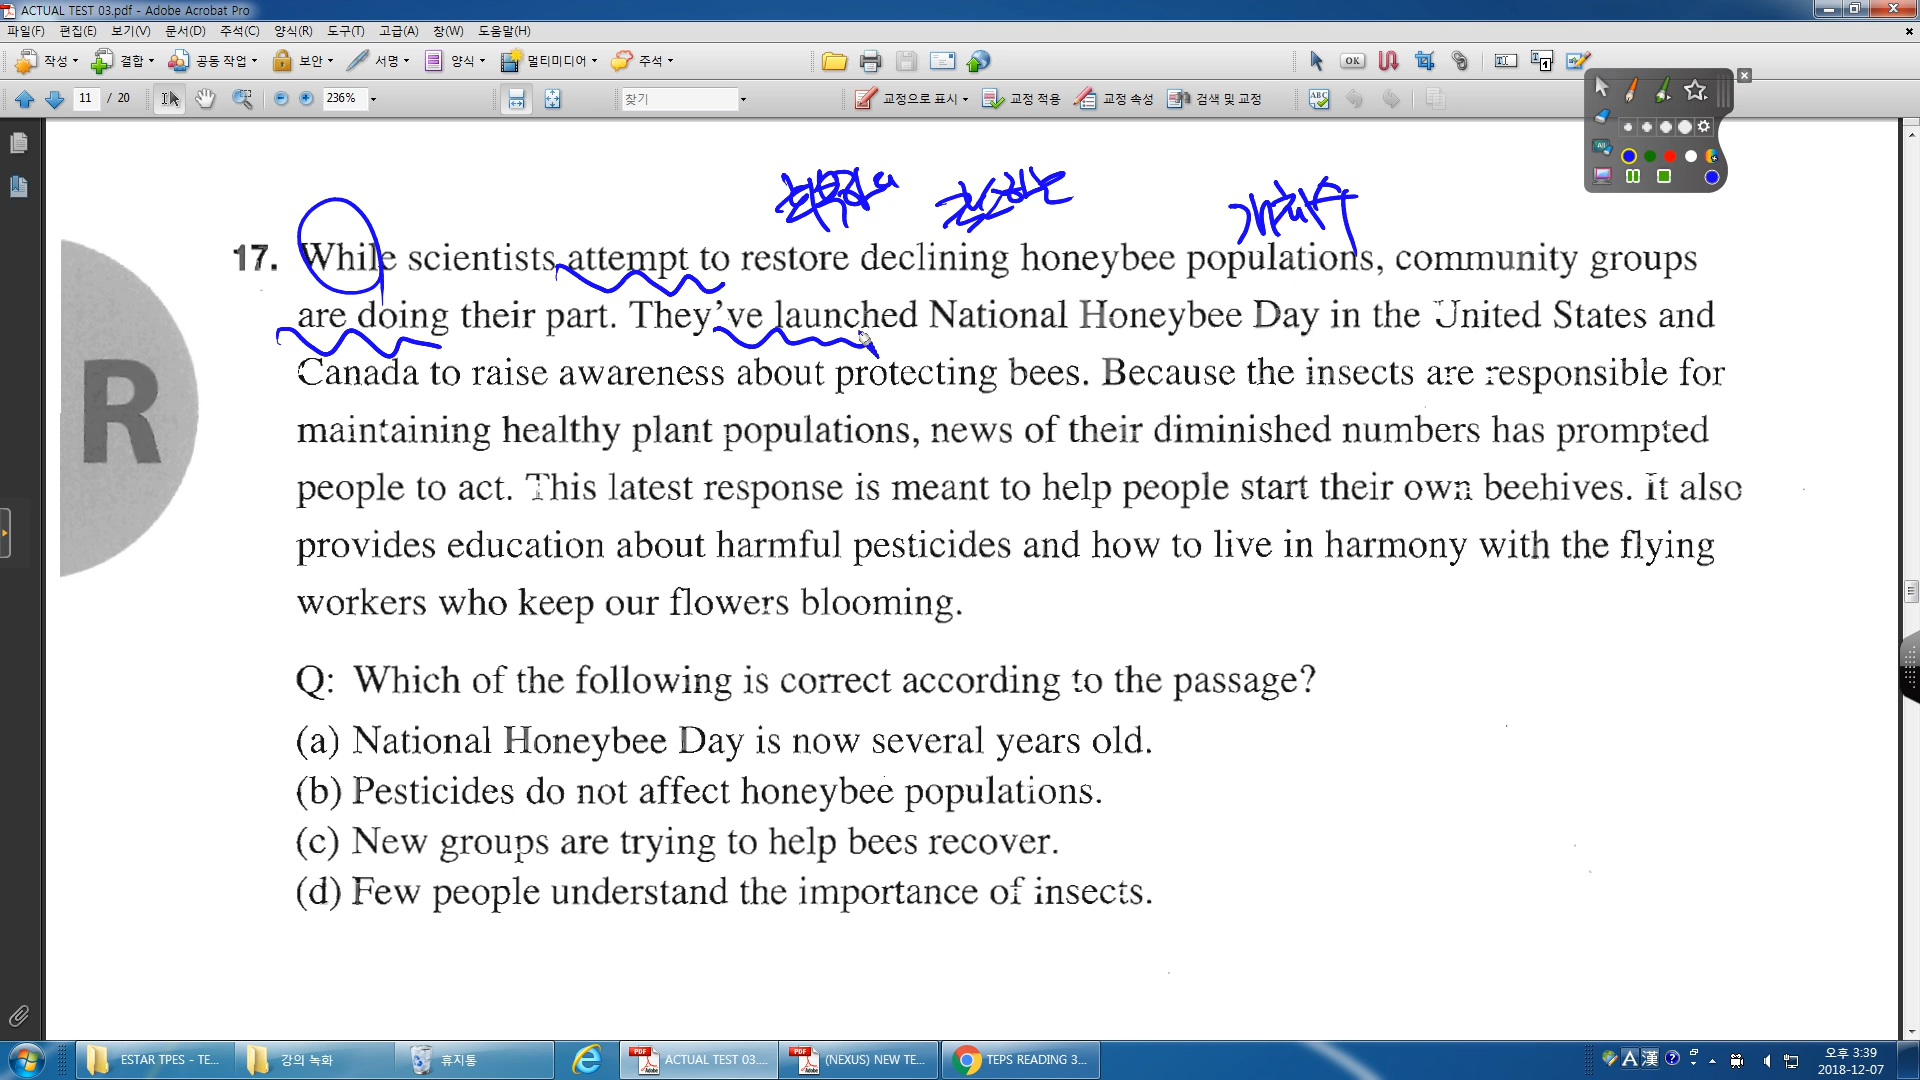 ACTUAL TEST 03.pdf - Adobe Acrobat Pro
파일(F) 편집(E) 보기(V) 문서(D) 주석(C) 양식(R) 도구(T) 고급(A) 창(W) 도움말(H)
작성 결합 공동 작업 보안 서명 양식 멀티미디어 주석 OK
11 / 20 236% 찾기 교정으로 표시 교정 적용 교정 속성 검색 및 교정 ABC
개체수
17. While scientists attempt to restore declining honeybee populations, community groups
are doing their part. They've launched National Honeybee Day in the United States and
Canada to raise awareness about protecting bees. Because the insects are responsible for
R
maintaining healthy plant populations, news of their diminished numbers has prompted
people to act. This latest response is meant to help people start their own beehives. It also
provides education about harmful pesticides and how to live in harmony with the flying
workers who keep our flowers blooming.
Q: Which of the following is correct according to the passage?
(a) National Honeybee Day is now several years old.
(b) Pesticides do not affect honeybee populations.
(c) New groups are trying to help bees recover.
(d) Few people understand the importance of insects.
ESTAR TPES - TE... 강의 녹화 휴지통 ACTUAL TEST 03.... (NEXUS) NEW TE... TEPS READING 3... A 漢 오후 3:39
2018-12-07